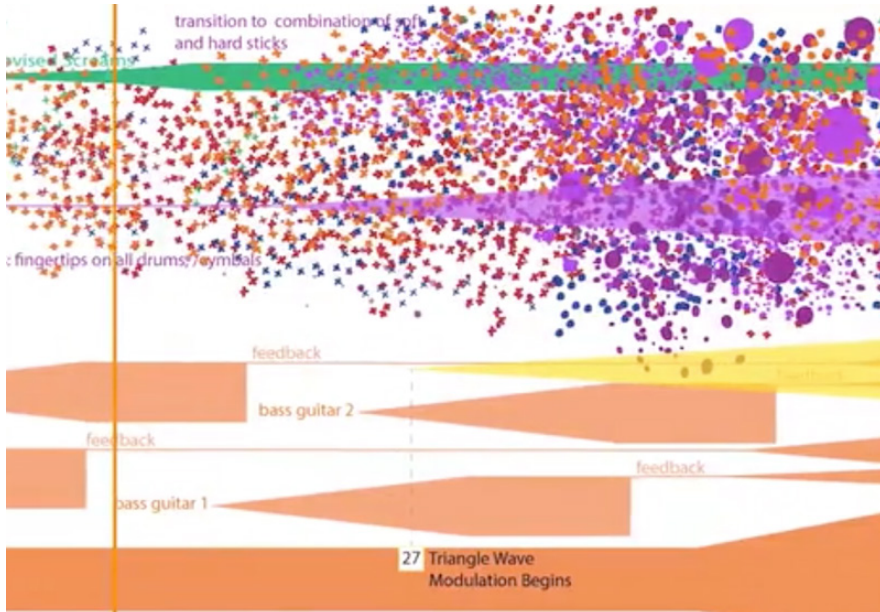 transition to combination of soft
and hard sticks
ovised screams
fingertips on all drums, /cymbals
feedback
feedback
bass guitar 2
feedback
feedback
bass guitar 1
27 Triangle Wave
Modulation Begins